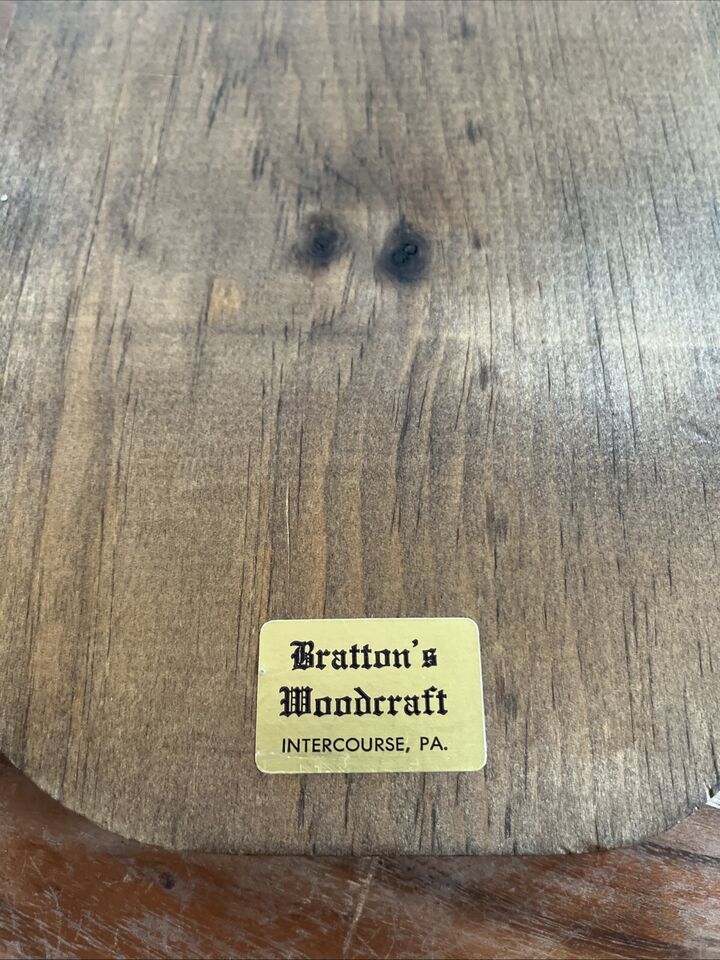 Bratton's
Woodcraft
INTERCOURSE, PA.